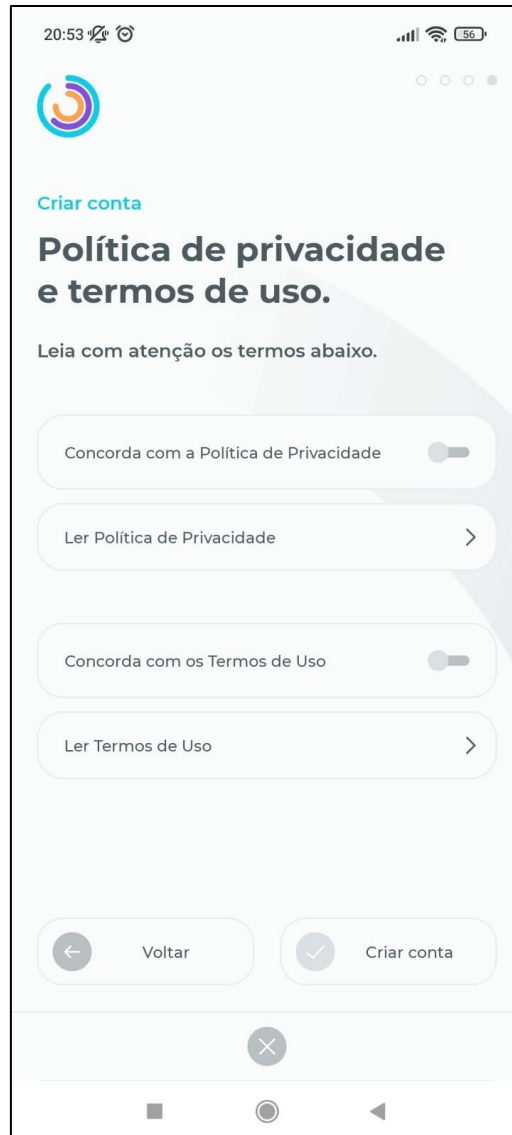 20:53
56
Criar conta
Política de privacidade
e termos de uso.
Leia com atenção os termos abaixo.
Concorda com a Política de Privacidade
Ler Política de Privacidade
Concorda com os Termos de Uso
Ler Termos de Uso
Voltar
Criar conta